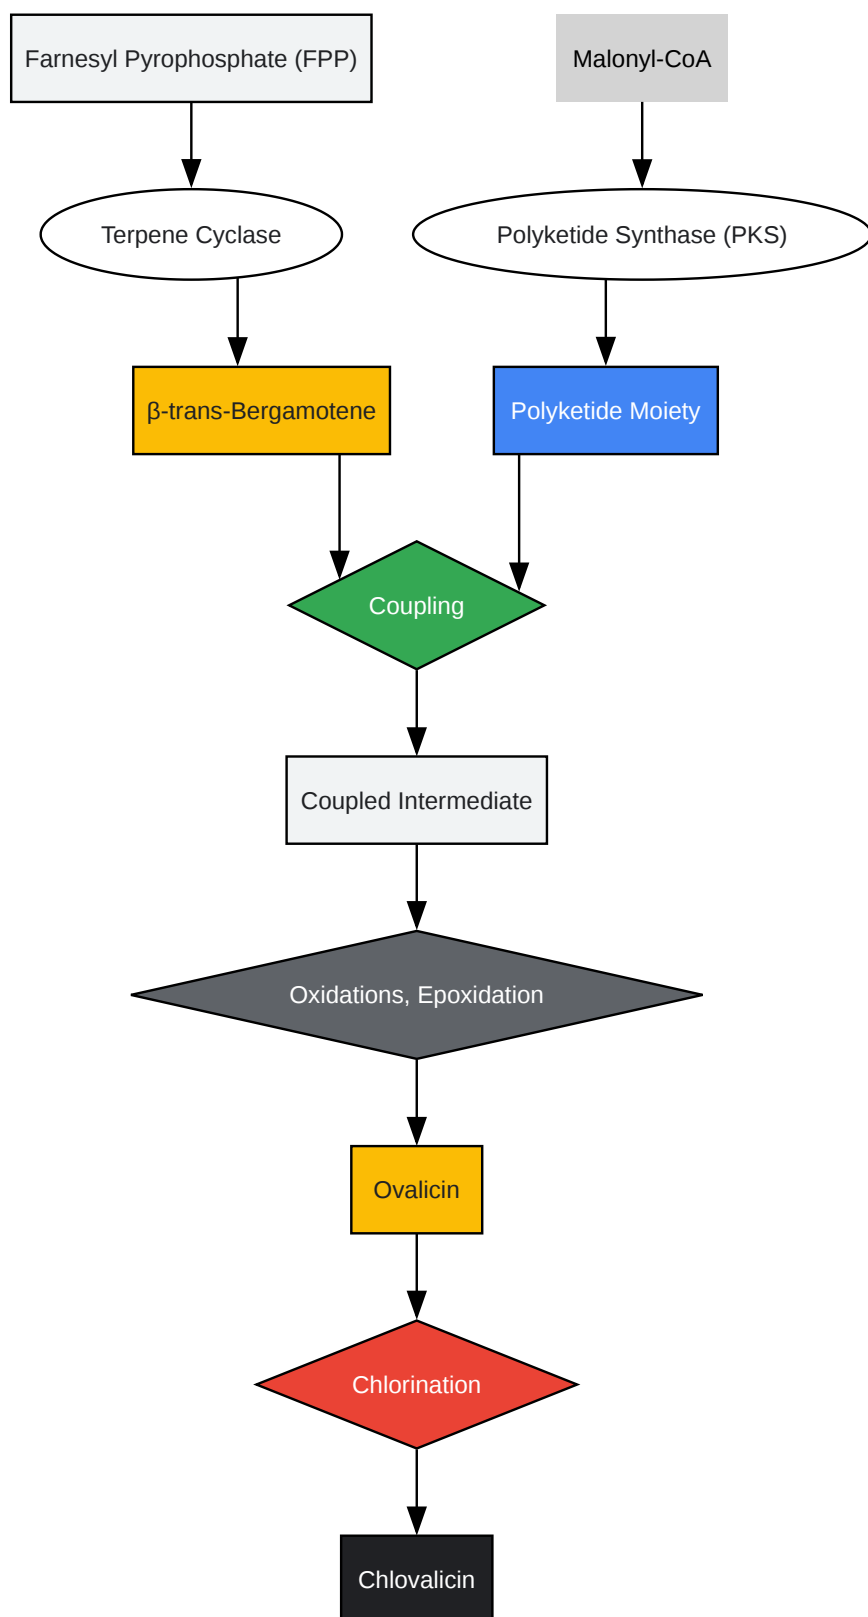 Farnesyl Pyrophosphate (FPP)
Malonyl-CoA
Terpene Cyclase
Polyketide Synthase (PKS)
β-trans-Bergamotene
Polyketide Moiety
Coupling
Coupled Intermediate
Oxidations, Epoxidation
Ovalicin
Chlorination
Chlovalicin